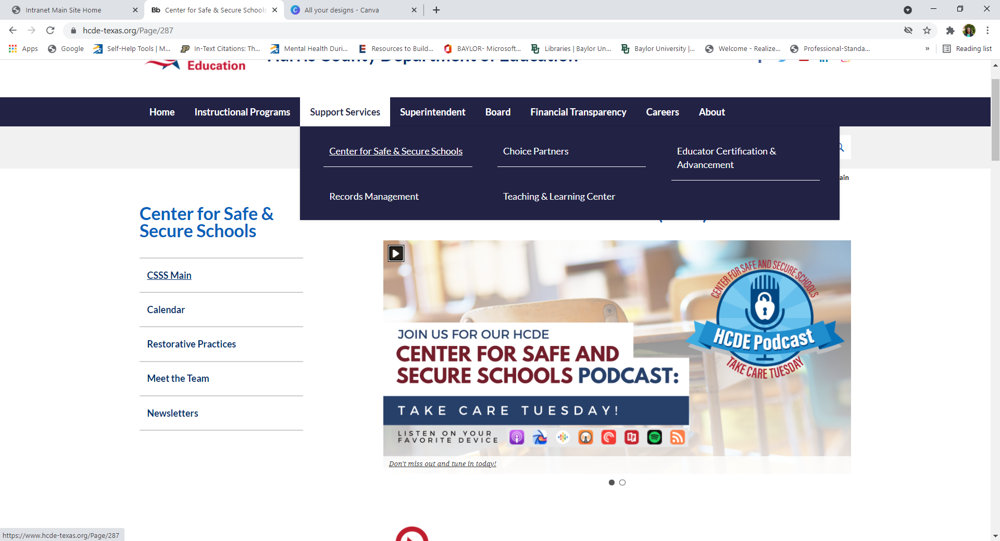 Intranet Main Site Home
Bb Center for Safe & Secure Schools
All your designs - Canva
hcde-texas.org/Page/287
Apps
Google
Self-Help Tools | M...
In-Text Citations: Th...
Mental Health Duri...
Resources to Build...
BAYLOR- Microsoft...
Libraries | Baylor Un...
Baylor University |...
Welcome - Realize...
Professional-Standa...
»
Reading list
Education
Harris County Department of Education
Home
Instructional Programs
Support Services
Superintendent
Board
Financial Transparency
Careers
About
Center for Safe & Secure Schools
Choice Partners
Educator Certification &
Advancement
Records Management
Teaching & Learning Center
Center for Safe &
Secure Schools
CSSS Main
Calendar
Restorative Practices
Meet the Team
Newsletters
CENTER FOR SAFE AND SECURE SCHOOLS
HCDE Podcast
TAKE CARE TUESDAY
JOIN US FOR OUR HCDE
CENTER FOR SAFE AND
SECURE SCHOOLS PODCAST:
TAKE CARE TUESDAY!
LISTEN ON YOUR
FAVORITE DEVICE
Don't miss out and tune in today!
https://www.hcde-texas.org/Page/287